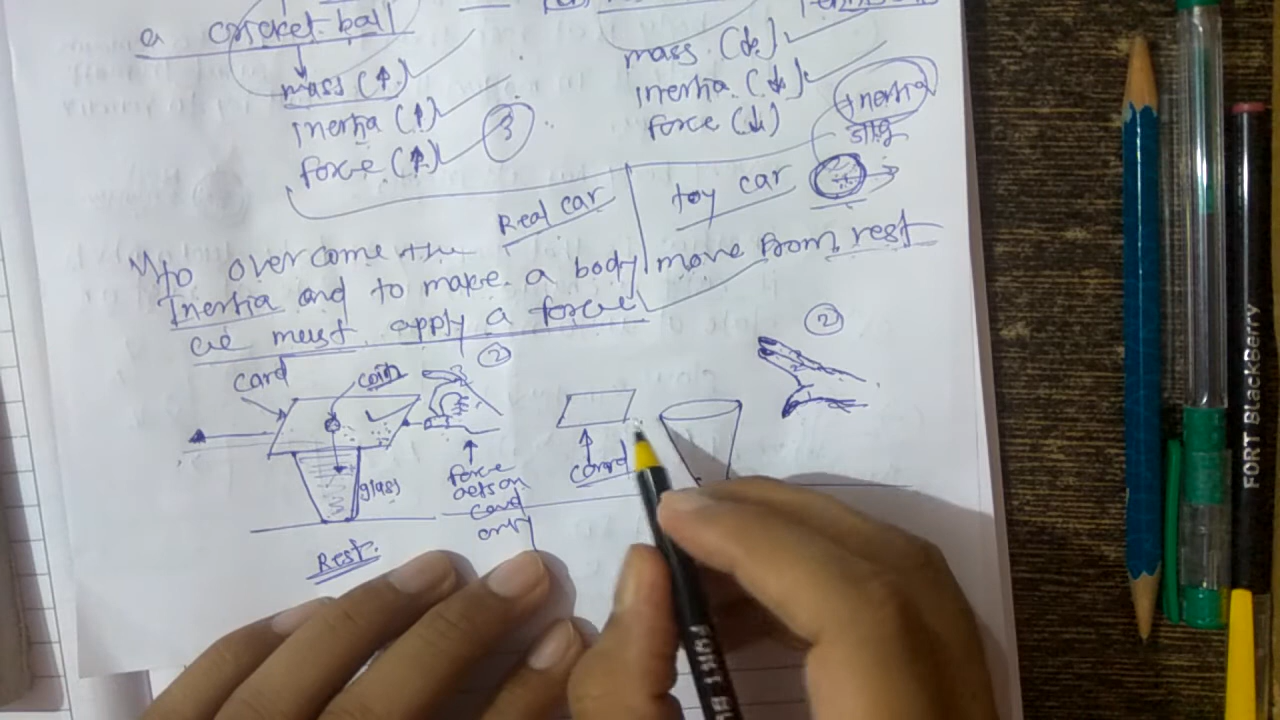 a cricket ball
mass (↑)
inertia (↑)
force (↑)
3
mass (↓)
inertia (↓)
force (↓)
Inertia
Real car
toy car
to overcome the
Inertia and to make a body move from rest
we must apply a force
card
coin
2
glass
force
acts on
card
only
Rest.
2
FORT BlackBerry